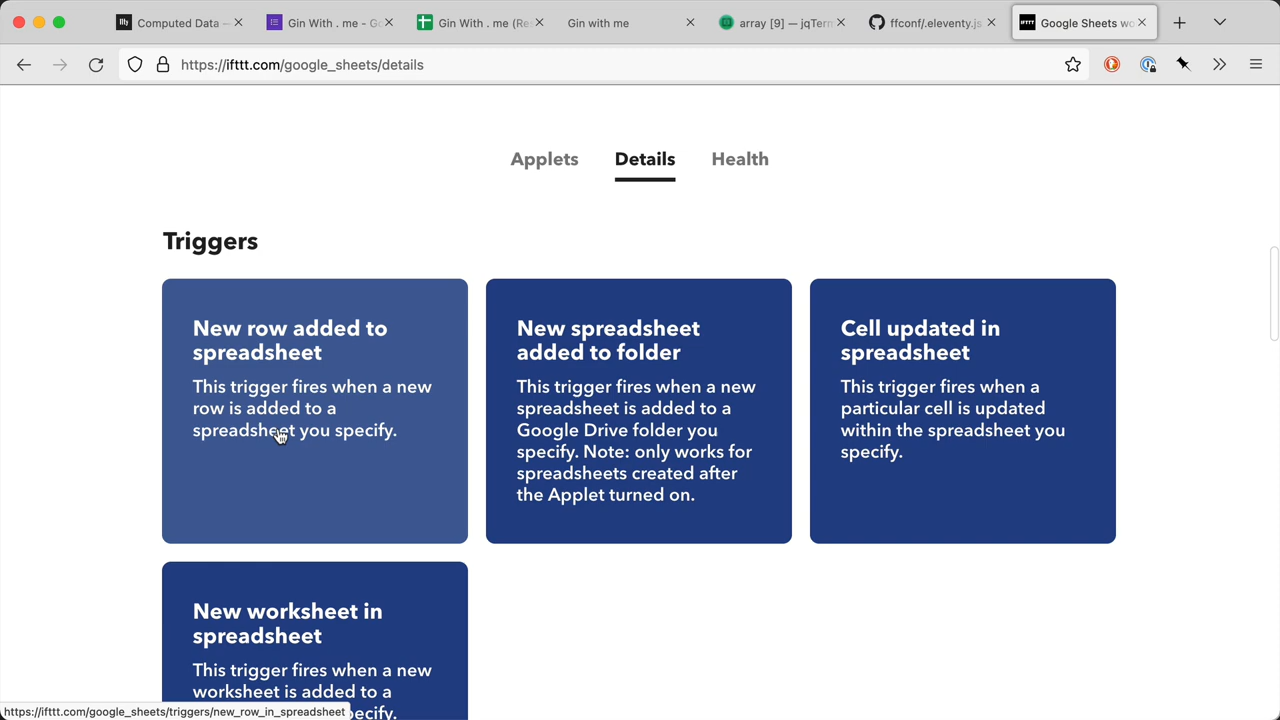 Computed Data —
Gin With . me - Go
Gin With . me (Re
Gin with me
array [9] — jqTerm
ffconf/.eleventy.js
IFTTT
Google Sheets wo
https://ifttt.com/google_sheets/details
Applets
Details
Health
Triggers
New row added to
spreadsheet
This trigger fires when a new
row is added to a
spreadsheet you specify.
New spreadsheet
added to folder
This trigger fires when a new
spreadsheet is added to a
Google Drive folder you
specify. Note: only works for
spreadsheets created after
the Applet turned on.
Cell updated in
spreadsheet
This trigger fires when a
particular cell is updated
within the spreadsheet you
specify.
New worksheet in
spreadsheet
This trigger fires when a new
worksheet is added to a
pecify.
https://ifttt.com/google_sheets/triggers/new_row_in_spreadsheet